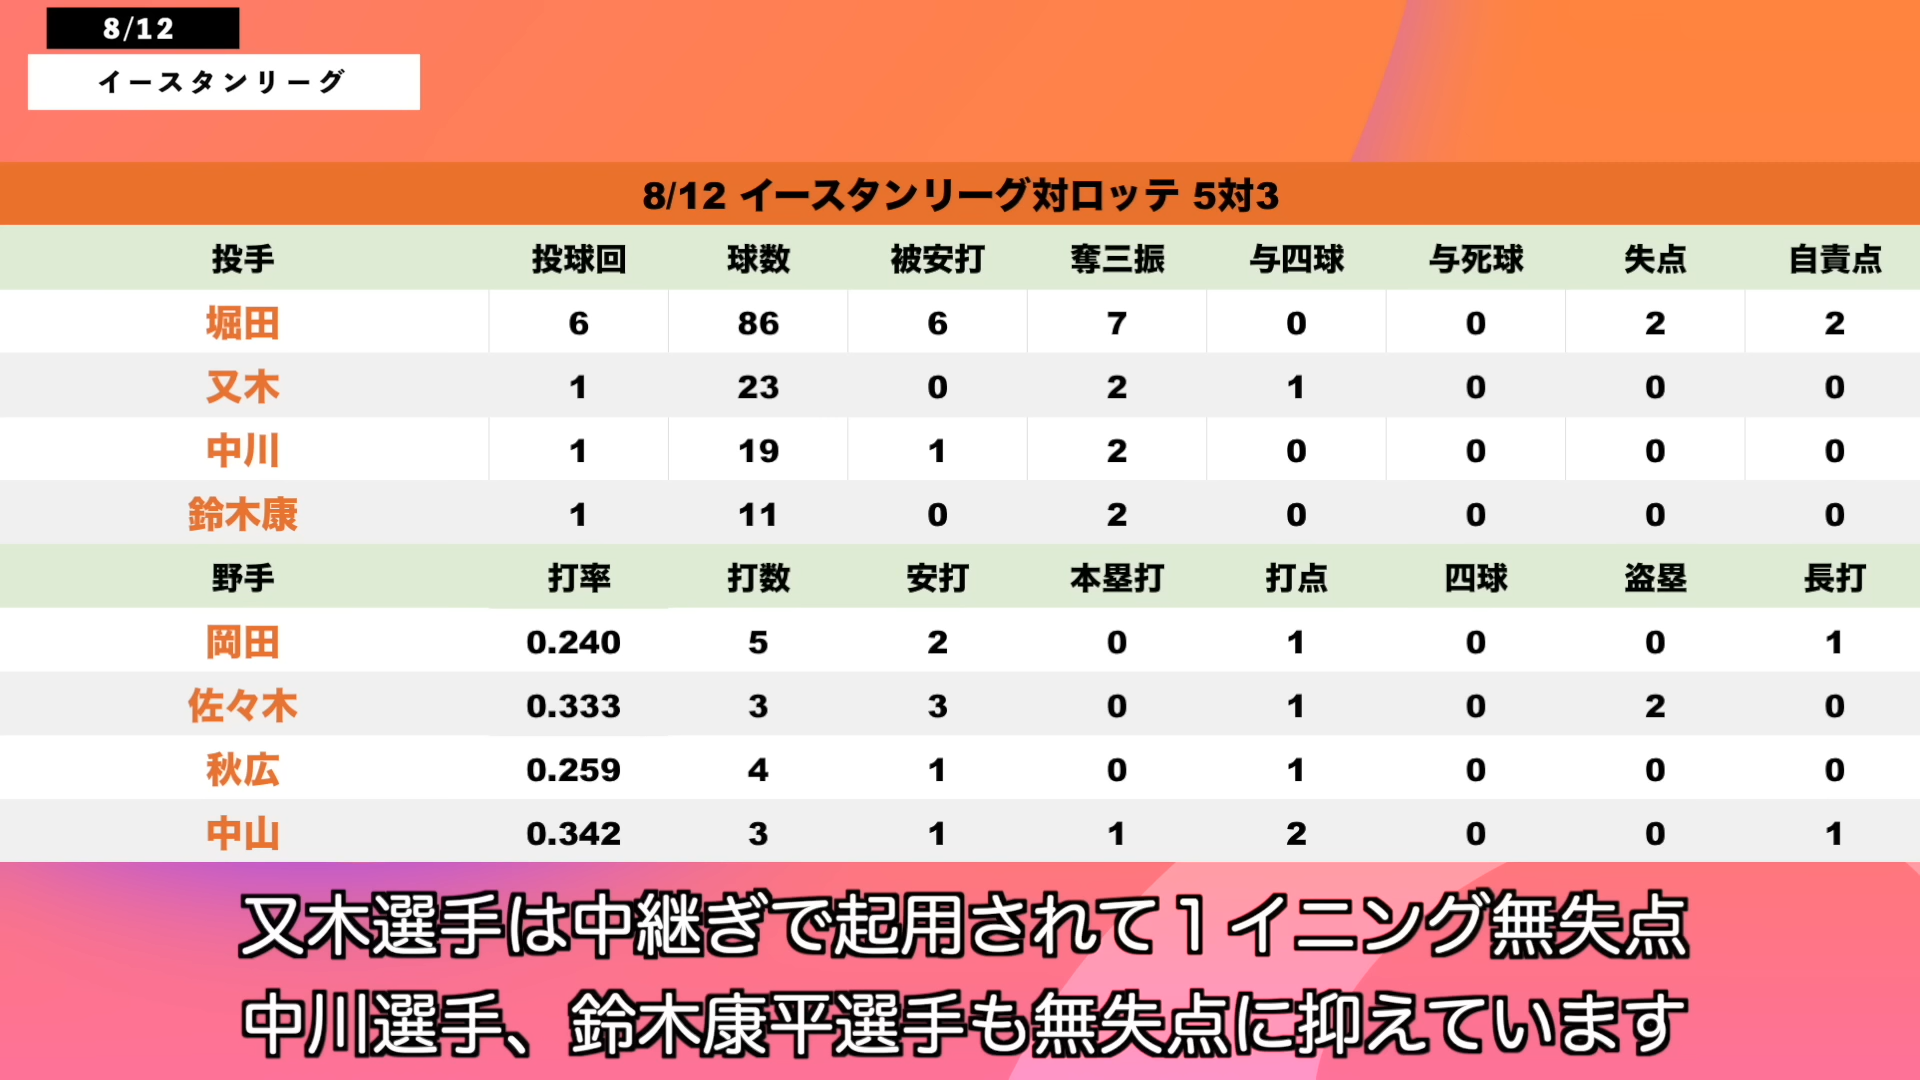 8/12
イースタンリーグ
8/12 イースタンリーグ対ロッテ 5対3
投手 投球回 球数 被安打 奪三振 与四球 与死球 失点 自責点
堀田 6 86 6 7 0 0 2 2
又木 1 23 0 2 1 0 0 0
中川 1 19 1 2 0 0 0 0
鈴木康 1 11 0 2 0 0 0 0
野手 打率 打数 安打 本塁打 打点 四球 盗塁 長打
岡田 0.240 5 2 0 1 0 0 1
佐々木 0.333 3 3 0 1 0 2 0
秋広 0.259 4 1 0 1 0 0 0
中山 0.342 3 1 1 2 0 0 1
又木選手は中継ぎで起用されて１イニング無失点
中川選手、鈴木康平選手も無失点に抑えています